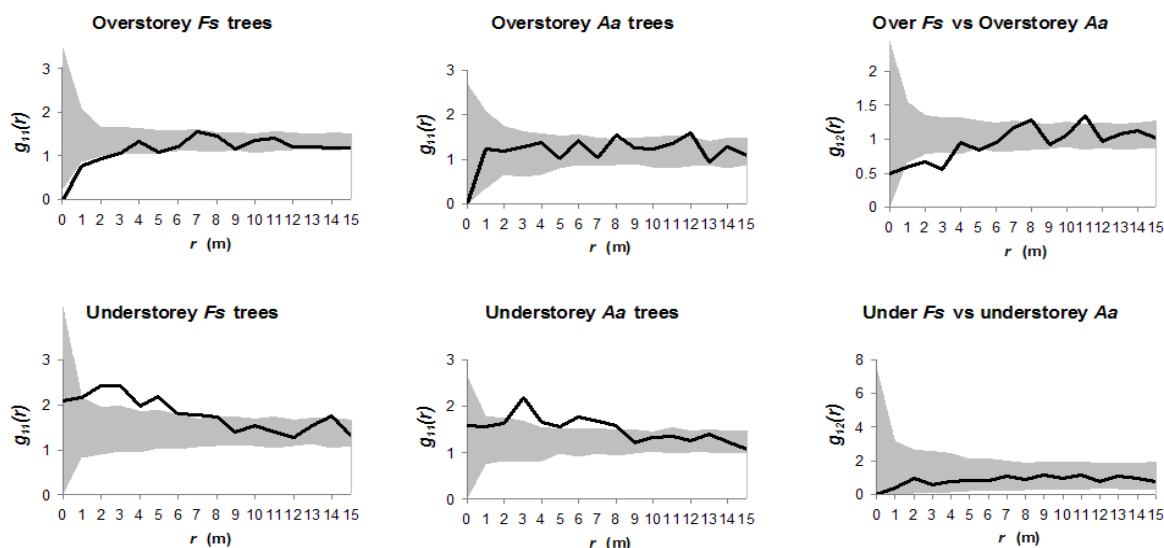 Overstorey Fs trees
g11(r)
3
2
1
0
0 1 2 3 4 5 6 7 8 9 10 11 12 13 14 15
r (m)
Overstorey Aa trees
g11(r)
3
2
1
0
0 1 2 3 4 5 6 7 8 9 10 11 12 13 14 15
r (m)
Over Fs vs Overstorey Aa
g12(r)
2
1.5
1
0.5
0
0 1 2 3 4 5 6 7 8 9 10 11 12 13 14 15
r (m)
Understorey Fs trees
g11(r)
3
2
1
0
0 1 2 3 4 5 6 7 8 9 10 11 12 13 14 15
r (m)
Understorey Aa trees
g11(r)
3
2
1
0
0 1 2 3 4 5 6 7 8 9 10 11 12 13 14 15
r (m)
Under Fs vs understorey Aa
g12(r)
8
6
4
2
0
0 1 2 3 4 5 6 7 8 9 10 11 12 13 14 15
r (m)